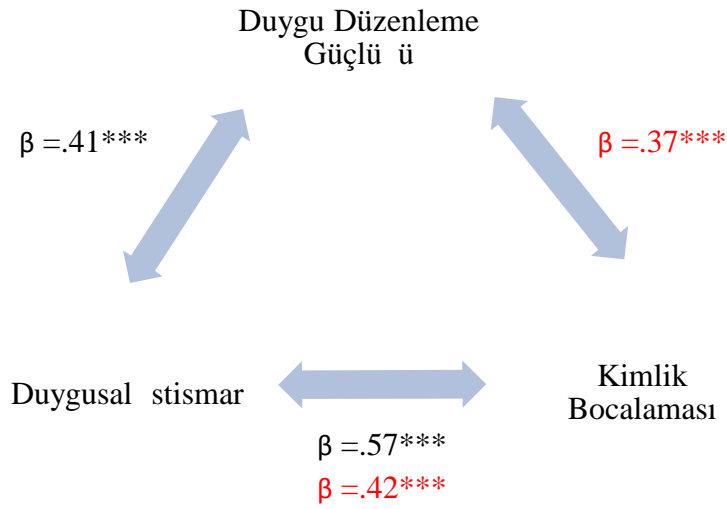 Duygu Düzenleme
Güçlü ü
β =.41***
β =.37***
Duygusal stismar
Kimlik
Bocalaması
β =.57***
β =.42***